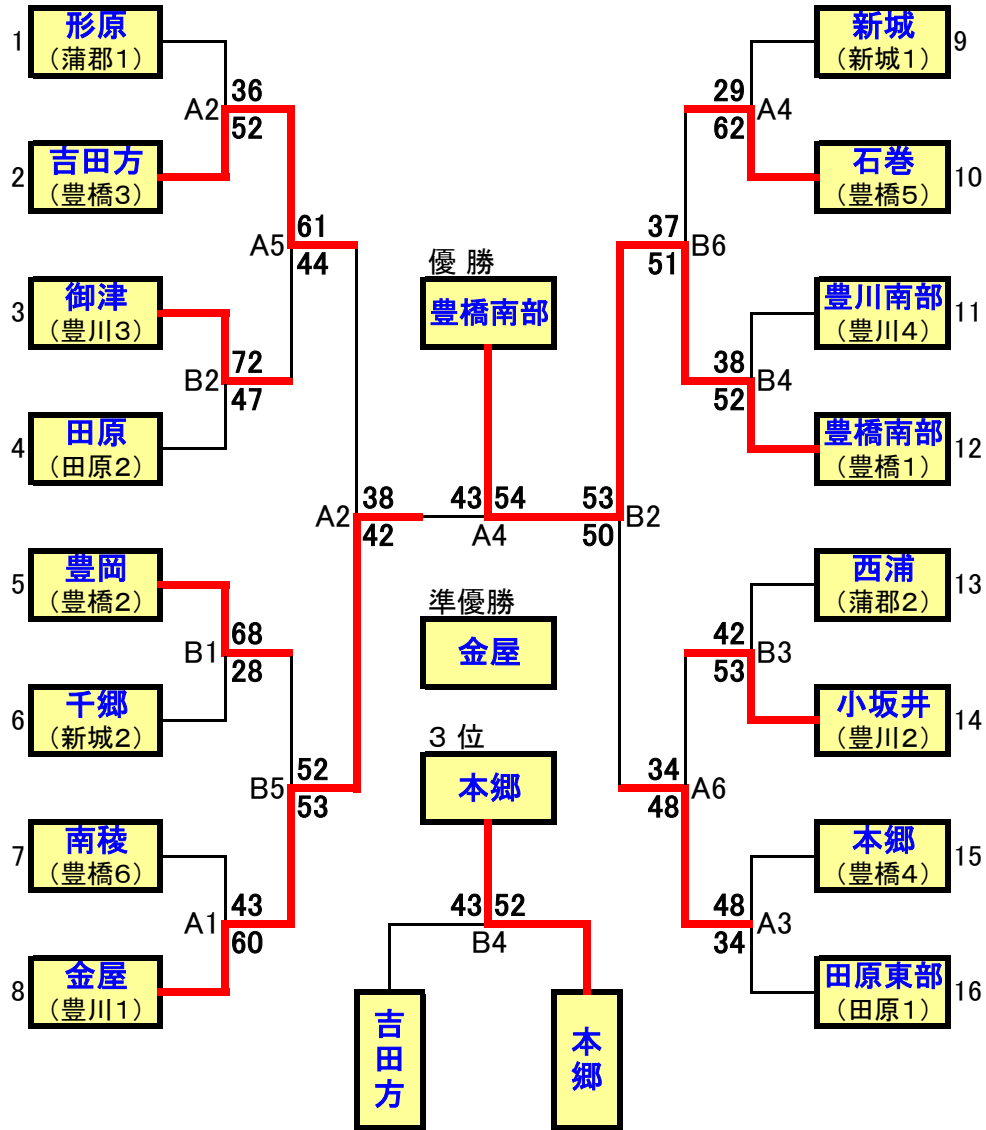 1
形原
(蒲郡1)
A2
36
52
2
吉田方
(豊橋3)
A5
61
44
3
御津
(豊川3)
B2
72
47
4
田原
(田原2)
A2
38
42
5
豊岡
(豊橋2)
B1
68
28
6
千郷
(新城2)
B5
52
53
7
南稜
(豊橋6)
A1
43
60
8
金屋
(豊川1)
優 勝
豊橋南部
43 54
A4
準優勝
金屋
3 位
本郷
43 52
B4
吉田方
本郷
新城
(新城1)
9
29
62
A4
石巻
(豊橋5)
10
37
51
B6
豊川南部
(豊川4)
11
38
52
B4
豊橋南部
(豊橋1)
12
53
50
B2
西浦
(蒲郡2)
13
42
53
B3
小坂井
(豊川2)
14
34
48
A6
本郷
(豊橋4)
15
48
34
A3
田原東部
(田原1)
16